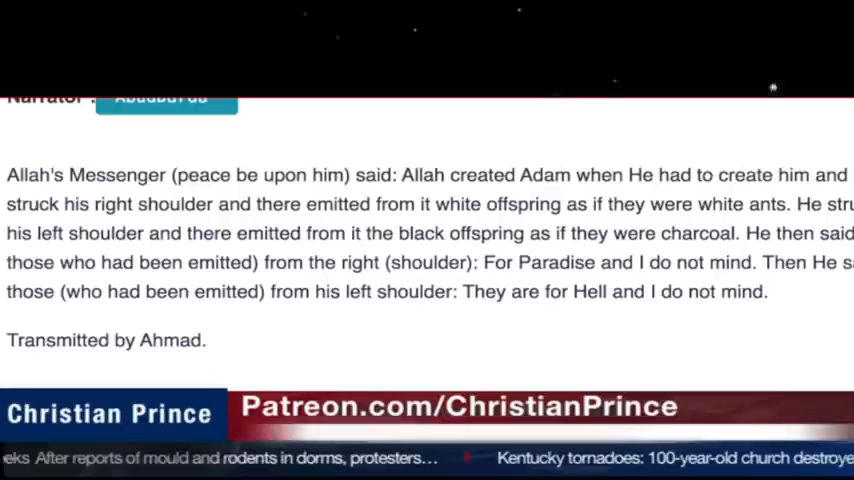 Narrator :
Allah's Messenger (peace be upon him) said: Allah created Adam when He had to create him and
struck his right shoulder and there emitted from it white offspring as if they were white ants. He stru
his left shoulder and there emitted from it the black offspring as if they were charcoal. He then said
those who had been emitted) from the right (shoulder): For Paradise and I do not mind. Then He sa
those (who had been emitted) from his left shoulder: They are for Hell and I do not mind.
Transmitted by Ahmad.
Christian Prince
Patreon.com/ChristianPrince
eks After reports of mould and rodents in dorms, protesters... Kentucky tornadoes: 100-year-old church destroye